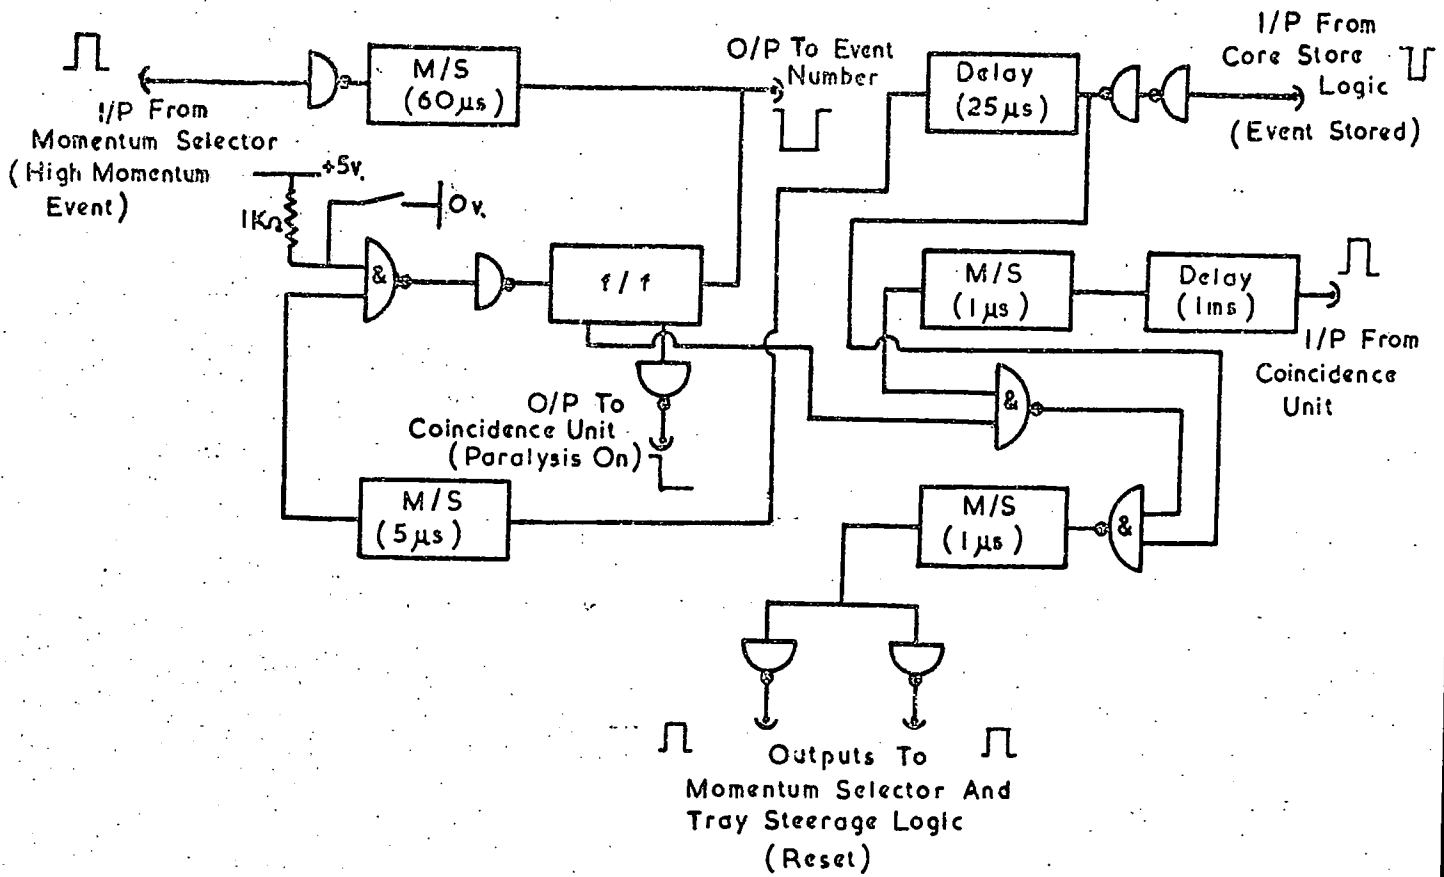 I/P From
Momentum Selector
(High Momentum
Event)
M/S
(60µs)
O/P To Event
Number
Delay
(25µs)
I/P From
Core Store
Logic
(Event Stored)
+5v.
1KΩ
0v.
&
f/f
M/S
(1µs)
Delay
(1ms)
I/P From
Coincidence
Unit
O/P To
Coincidence Unit
(Paralysis On)
&
M/S
(5µs)
M/S
(1µs)
&
Outputs To
Momentum Selector And
Tray Steerage Logic
(Reset)